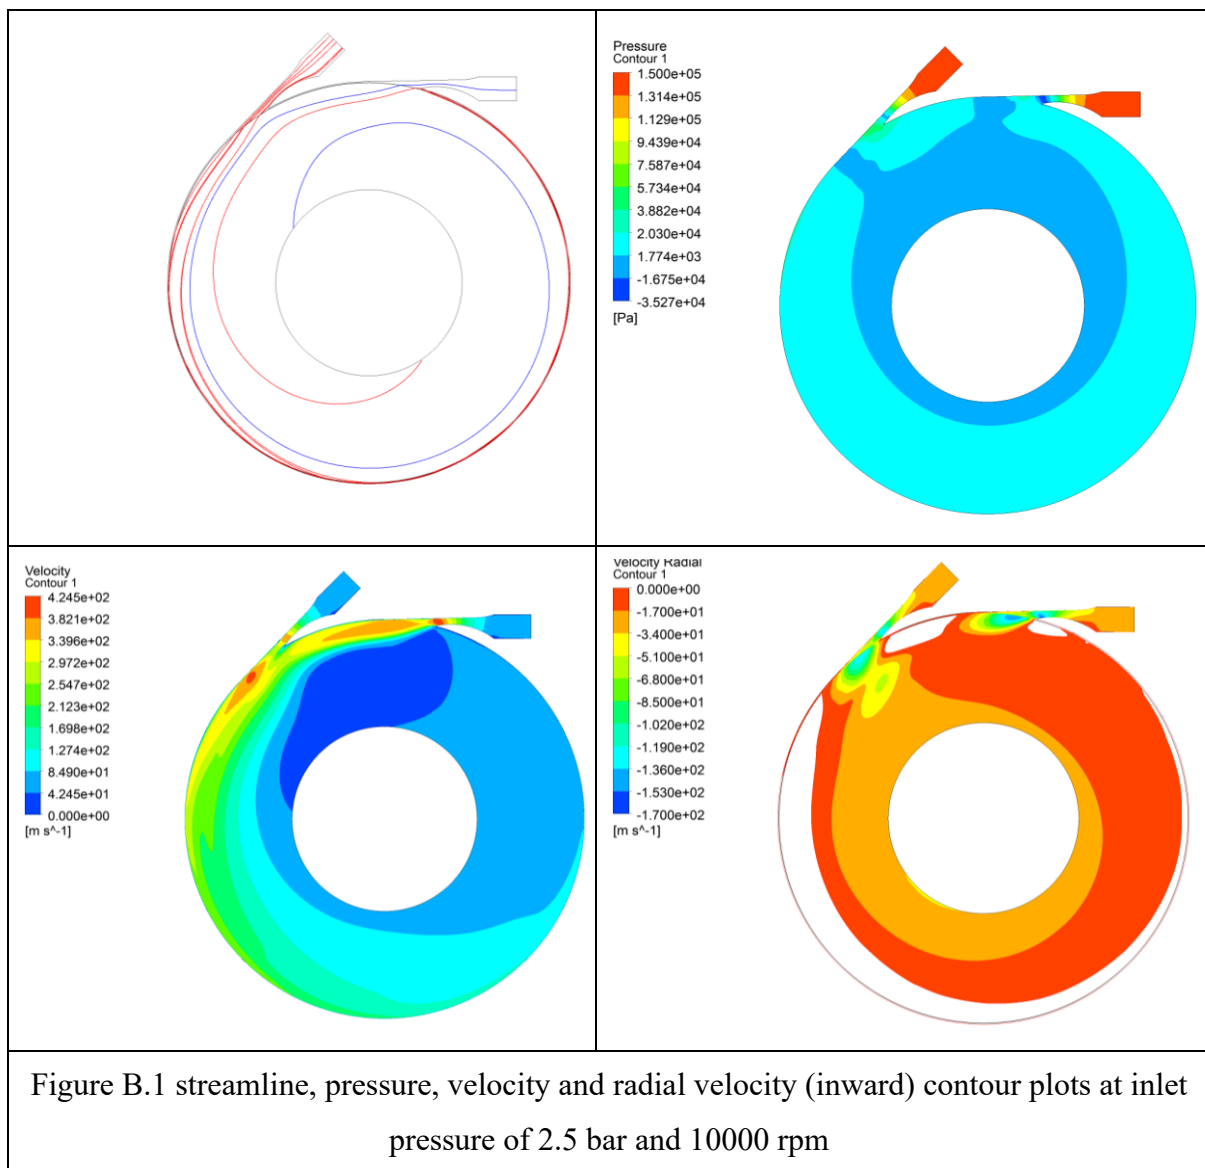 Pressure
Contour 1
1.500e+05
1.314e+05
1.129e+05
9.439e+04
7.587e+04
5.734e+04
3.882e+04
2.030e+04
1.774e+03
-1.675e+04
-3.527e+04
[Pa]
Velocity
Contour 1
4.245e+02
3.821e+02
3.396e+02
2.972e+02
2.547e+02
2.123e+02
1.698e+02
1.274e+02
8.490e+01
4.245e+01
0.000e+00
[m s^-1]
Velocity Radial
Contour 1
0.000e+00
-1.700e+01
-3.400e+01
-5.100e+01
-6.800e+01
-8.500e+01
-1.020e+02
-1.190e+02
-1.360e+02
-1.530e+02
-1.700e+02
[m s^-1]
Figure B.1 streamline, pressure, velocity and radial velocity (inward) contour plots at inlet
pressure of 2.5 bar and 10000 rpm